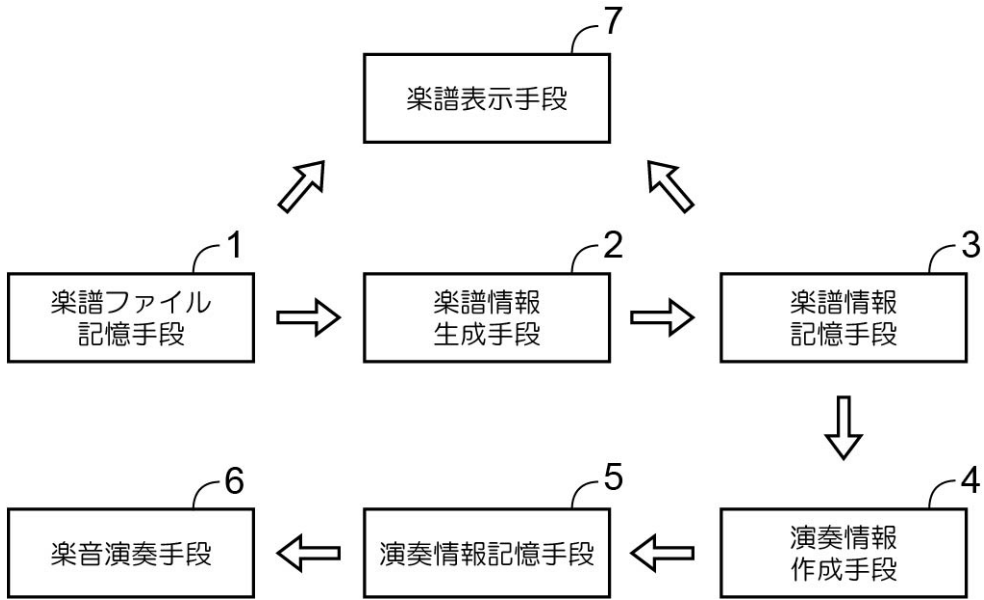 7
楽譜表示手段
1
楽譜ファイル
記憶手段
2
楽譜情報
生成手段
3
楽譜情報
記憶手段
6
楽音演奏手段
5
演奏情報記憶手段
4
演奏情報
作成手段